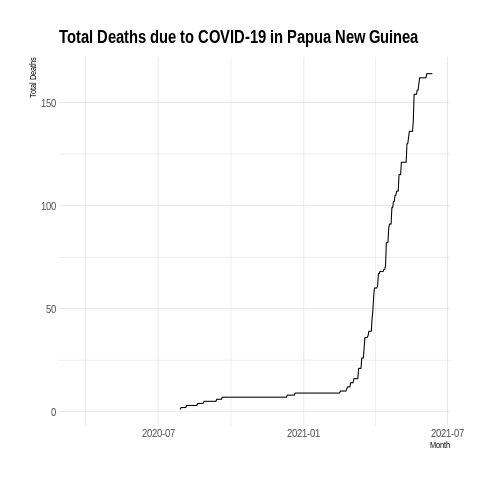 Total Deaths due to COVID-19 in Papua New Guinea
Total Deaths
150
100
50
0
2020-07
2021-01
2021-07
Month